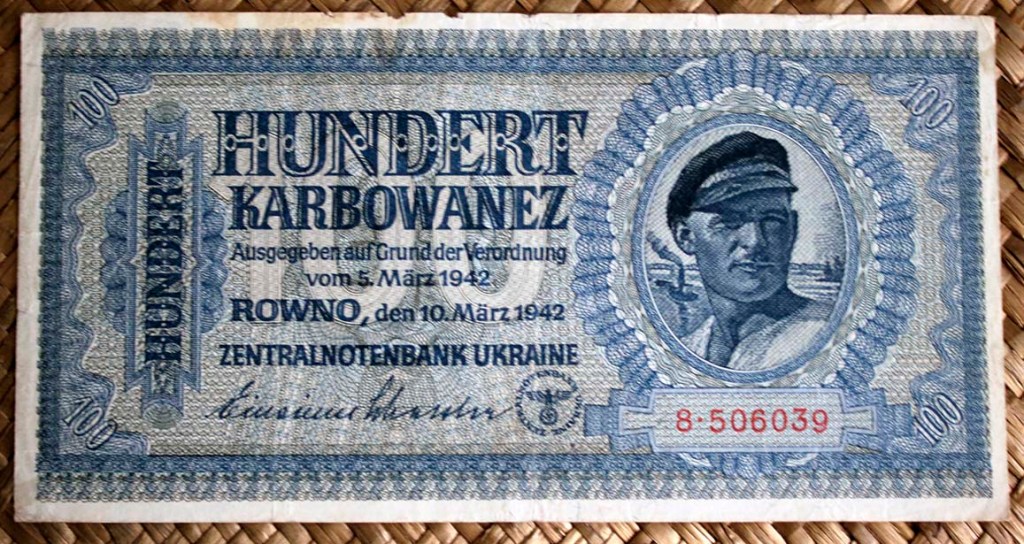 100
100
HUNDERT
HUNDERT
KARBOWANEZ
Ausgegeben auf Grund der Verordnung
vom 5. März 1942
ROWNO, den 10. März 1942
ZENTRALNOTENBANK UKRAINE
8·506039
100
100